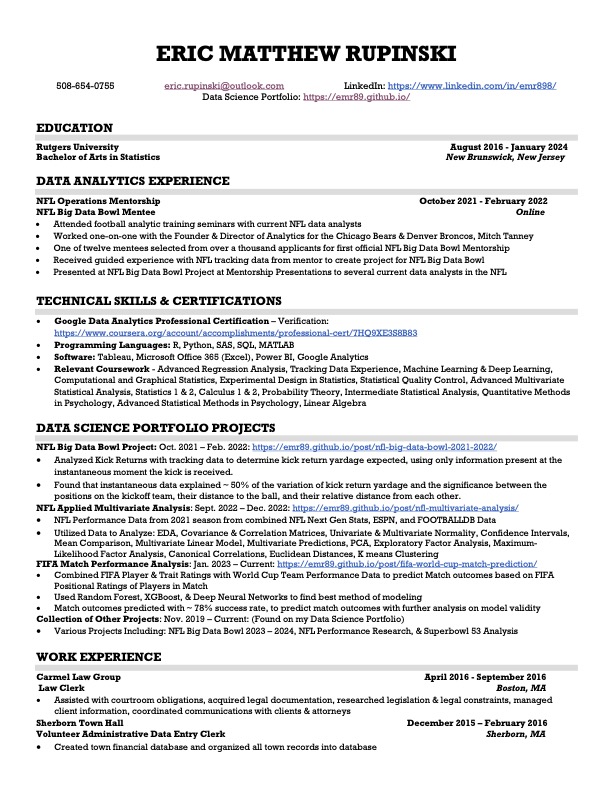 ERIC MATTHEW RUPINSKI
508-654-0755 eric.rupinski@outlook.com LinkedIn: https://www.linkedin.com/in/emr898/
Data Science Portfolio: https://emr89.github.io/
EDUCATION
Rutgers University August 2016 - January 2024
Bachelor of Arts in Statistics New Brunswick, New Jersey
DATA ANALYTICS EXPERIENCE
NFL Operations Mentorship October 2021 - February 2022
NFL Big Data Bowl Mentee Online
• Attended football analytic training seminars with current NFL data analysts
• Worked one-on-one with the Founder & Director of Analytics for the Chicago Bears & Denver Broncos, Mitch Tanney
• One of twelve mentees selected from over a thousand applicants for first official NFL Big Data Bowl Mentorship
• Received guided experience with NFL tracking data from mentor to create project for NFL Big Data Bowl
• Presented at NFL Big Data Bowl Project at Mentorship Presentations to several current data analysts in the NFL
TECHNICAL SKILLS & CERTIFICATIONS
• Google Data Analytics Professional Certification – Verification:
https://www.coursera.org/account/accomplishments/professional-cert/7HQ9XE3S8B83
• Programming Languages: R, Python, SAS, SQL, MATLAB
• Software: Tableau, Microsoft Office 365 (Excel), Power BI, Google Analytics
• Relevant Coursework - Advanced Regression Analysis, Tracking Data Experience, Machine Learning & Deep Learning,
Computational and Graphical Statistics, Experimental Design in Statistics, Statistical Quality Control, Advanced Multivariate
Statistical Analysis, Statistics 1 & 2, Calculus 1 & 2, Probability Theory, Intermediate Statistical Analysis, Quantitative Methods
in Psychology, Advanced Statistical Methods in Psychology, Linear Algebra
DATA SCIENCE PORTFOLIO PROJECTS
NFL Big Data Bowl Project: Oct. 2021 – Feb. 2022: https://emr89.github.io/post/nfl-big-data-bowl-2021-2022/
• Analyzed Kick Returns with tracking data to determine kick return yardage expected, using only information present at the
instantaneous moment the kick is received.
• Found that instantaneous data explained ~ 50% of the variation of kick return yardage and the significance between the
positions on the kickoff team, their distance to the ball, and their relative distance from each other.
NFL Applied Multivariate Analysis: Sept. 2022 – Dec. 2022: https://emr89.github.io/post/nfl-multivariate-analysis/
• NFL Performance Data from 2021 season from combined NFL Next Gen Stats, ESPN, and FOOTBALLDB Data
• Utilized Data to Analyze: EDA, Covariance & Correlation Matrices, Univariate & Multivariate Normality, Confidence Intervals,
Mean Comparison, Multivariate Linear Model, Multivariate Predictions, PCA, Exploratory Factor Analysis, Maximum-
Likelihood Factor Analysis, Canonical Correlations, Euclidean Distances, K means Clustering
FIFA Match Performance Analysis: Jan. 2023 – Current: https://emr89.github.io/post/fifa-world-cup-match-prediction/
• Combined FIFA Player & Trait Ratings with World Cup Team Performance Data to predict Match outcomes based on FIFA
Positional Ratings of Players in Match
• Used Random Forest, XGBoost, & Deep Neural Networks to find best method of modeling
• Match outcomes predicted with ~ 78% success rate, to predict match outcomes with further analysis on model validity
Collection of Other Projects: Nov. 2019 – Current: (Found on my Data Science Portfolio)
• Various Projects Including: NFL Big Data Bowl 2023 – 2024, NFL Performance Research, & Superbowl 53 Analysis
WORK EXPERIENCE
Carmel Law Group April 2016 - September 2016
Law Clerk Boston, MA
• Assisted with courtroom obligations, acquired legal documentation, researched legislation & legal constraints, managed
client information, coordinated communications with clients & attorneys
Sherborn Town Hall December 2015 – February 2016
Volunteer Administrative Data Entry Clerk Sherborn, MA
• Created town financial database and organized all town records into database